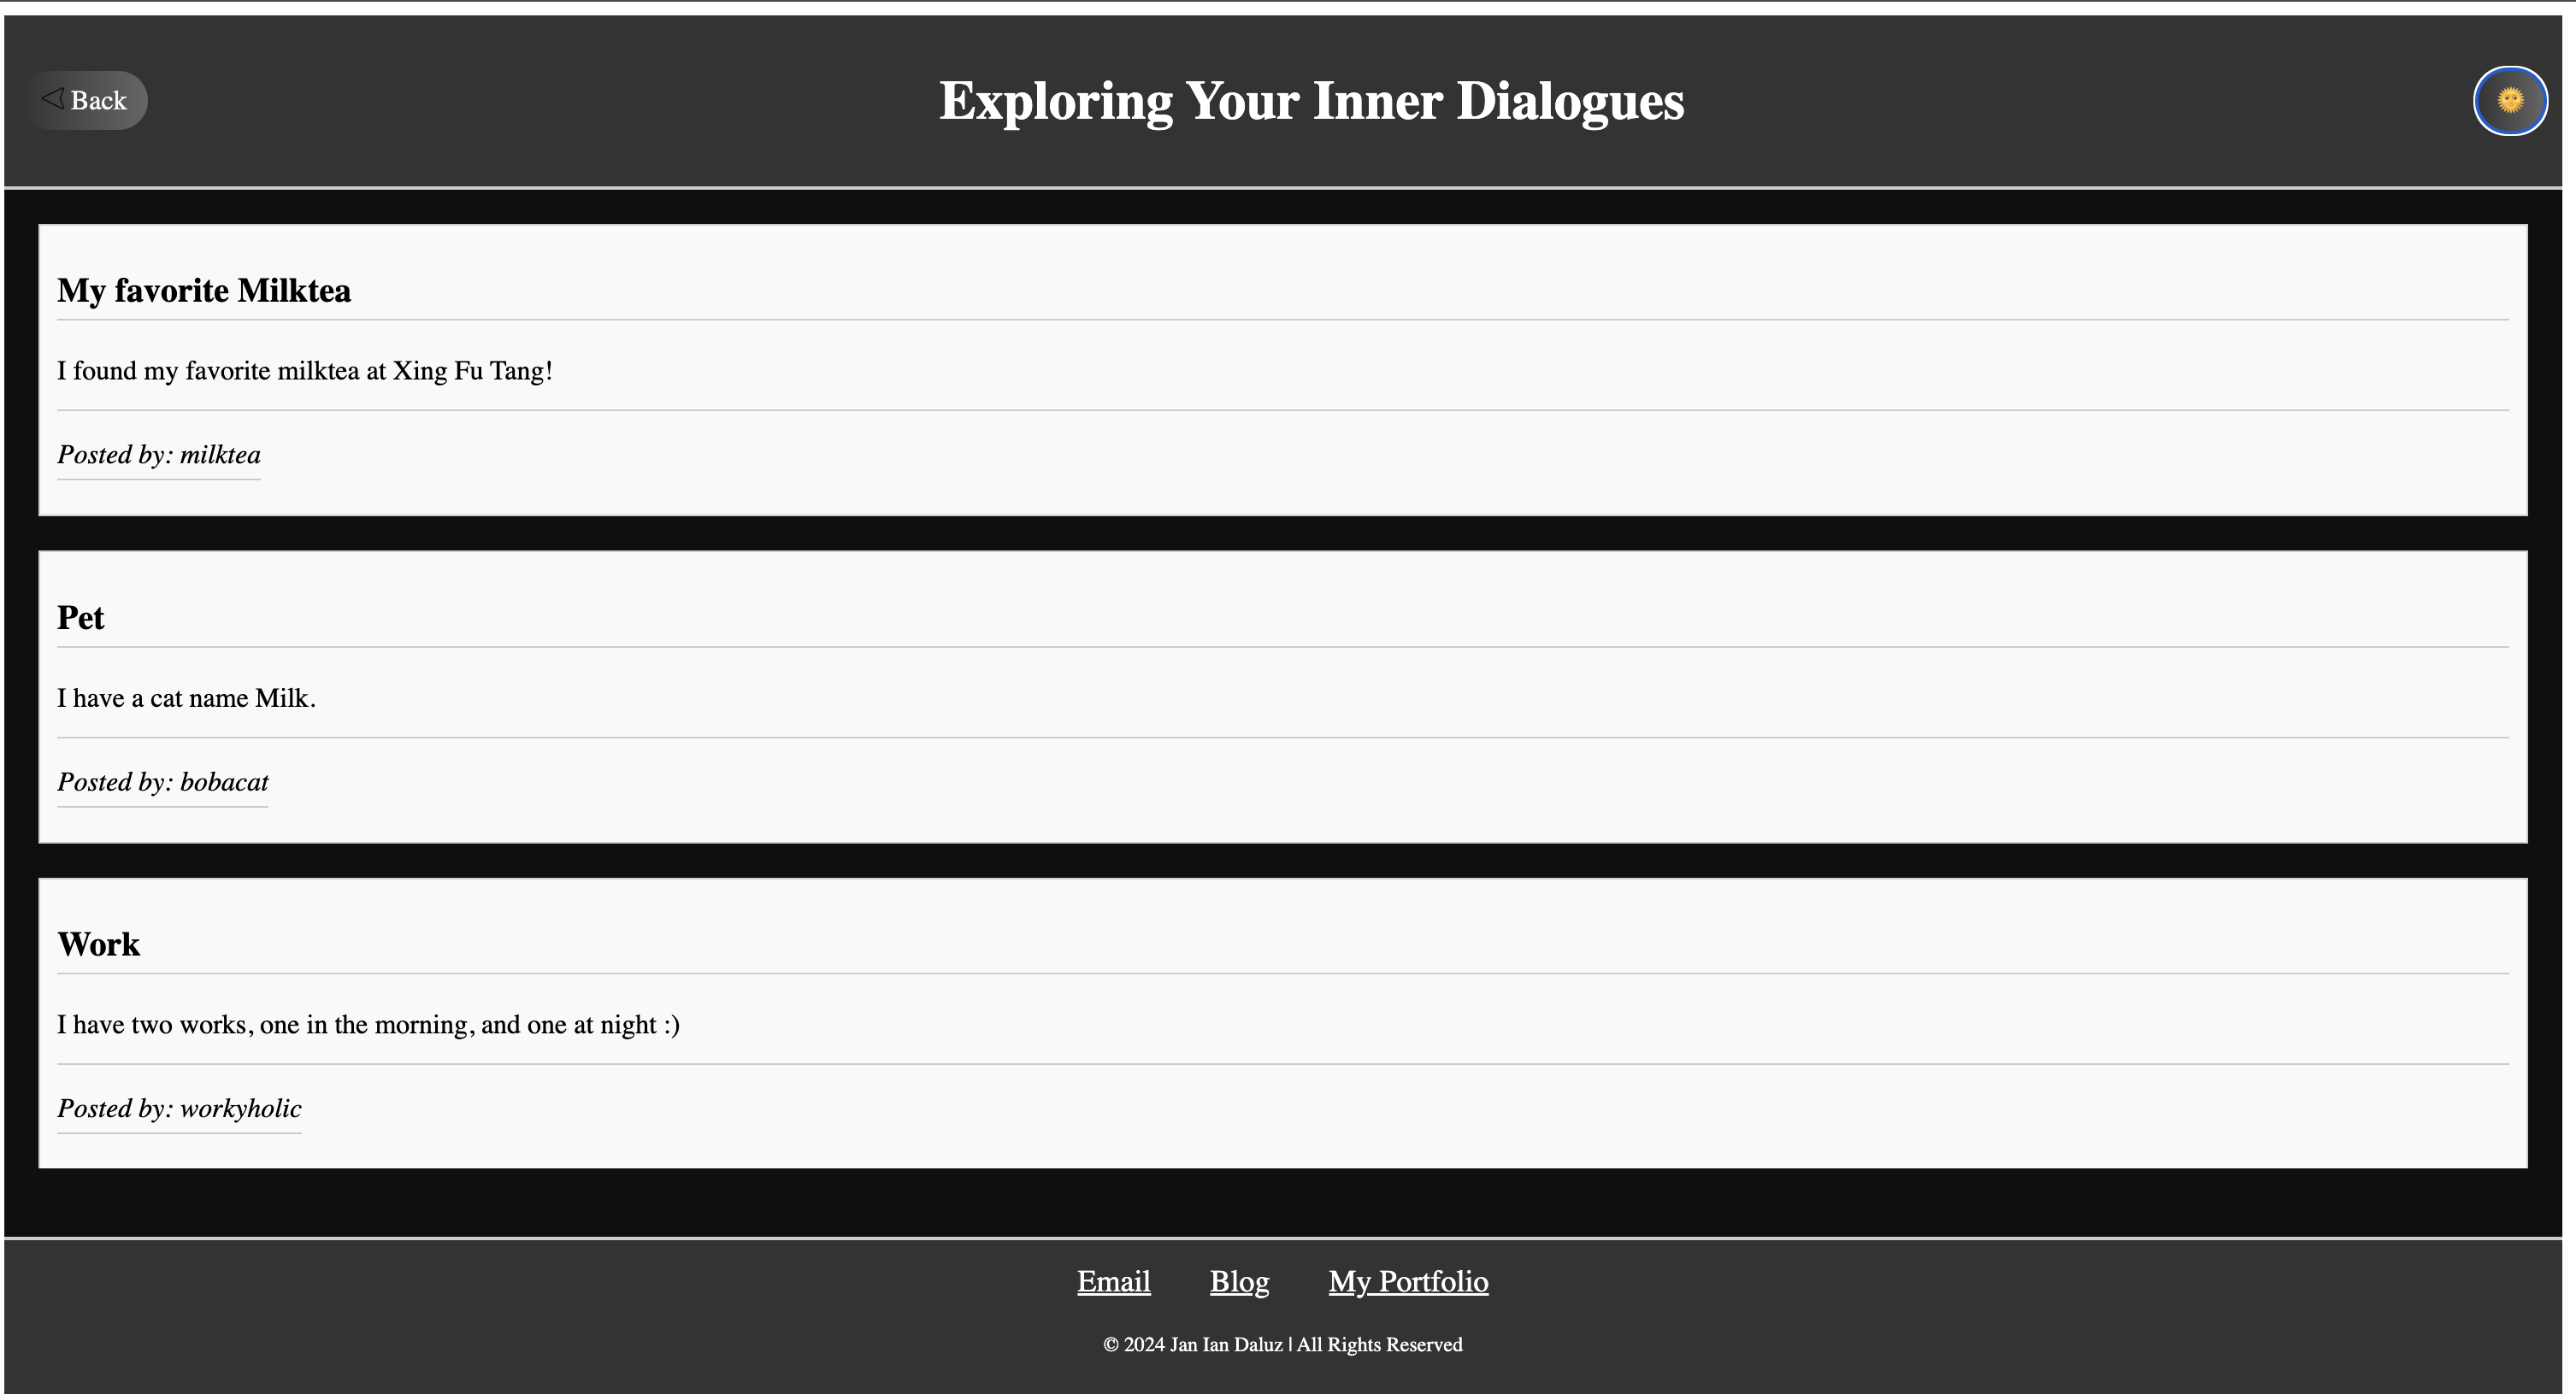 Back
Exploring Your Inner Dialogues
My favorite Milktea
I found my favorite milktea at Xing Fu Tang!
Posted by: milktea
Pet
I have a cat name Milk.
Posted by: bobacat
Work
I have two works, one in the morning, and one at night :)
Posted by: workyholic
Email Blog My Portfolio
© 2024 Jan Ian Daluz | All Rights Reserved